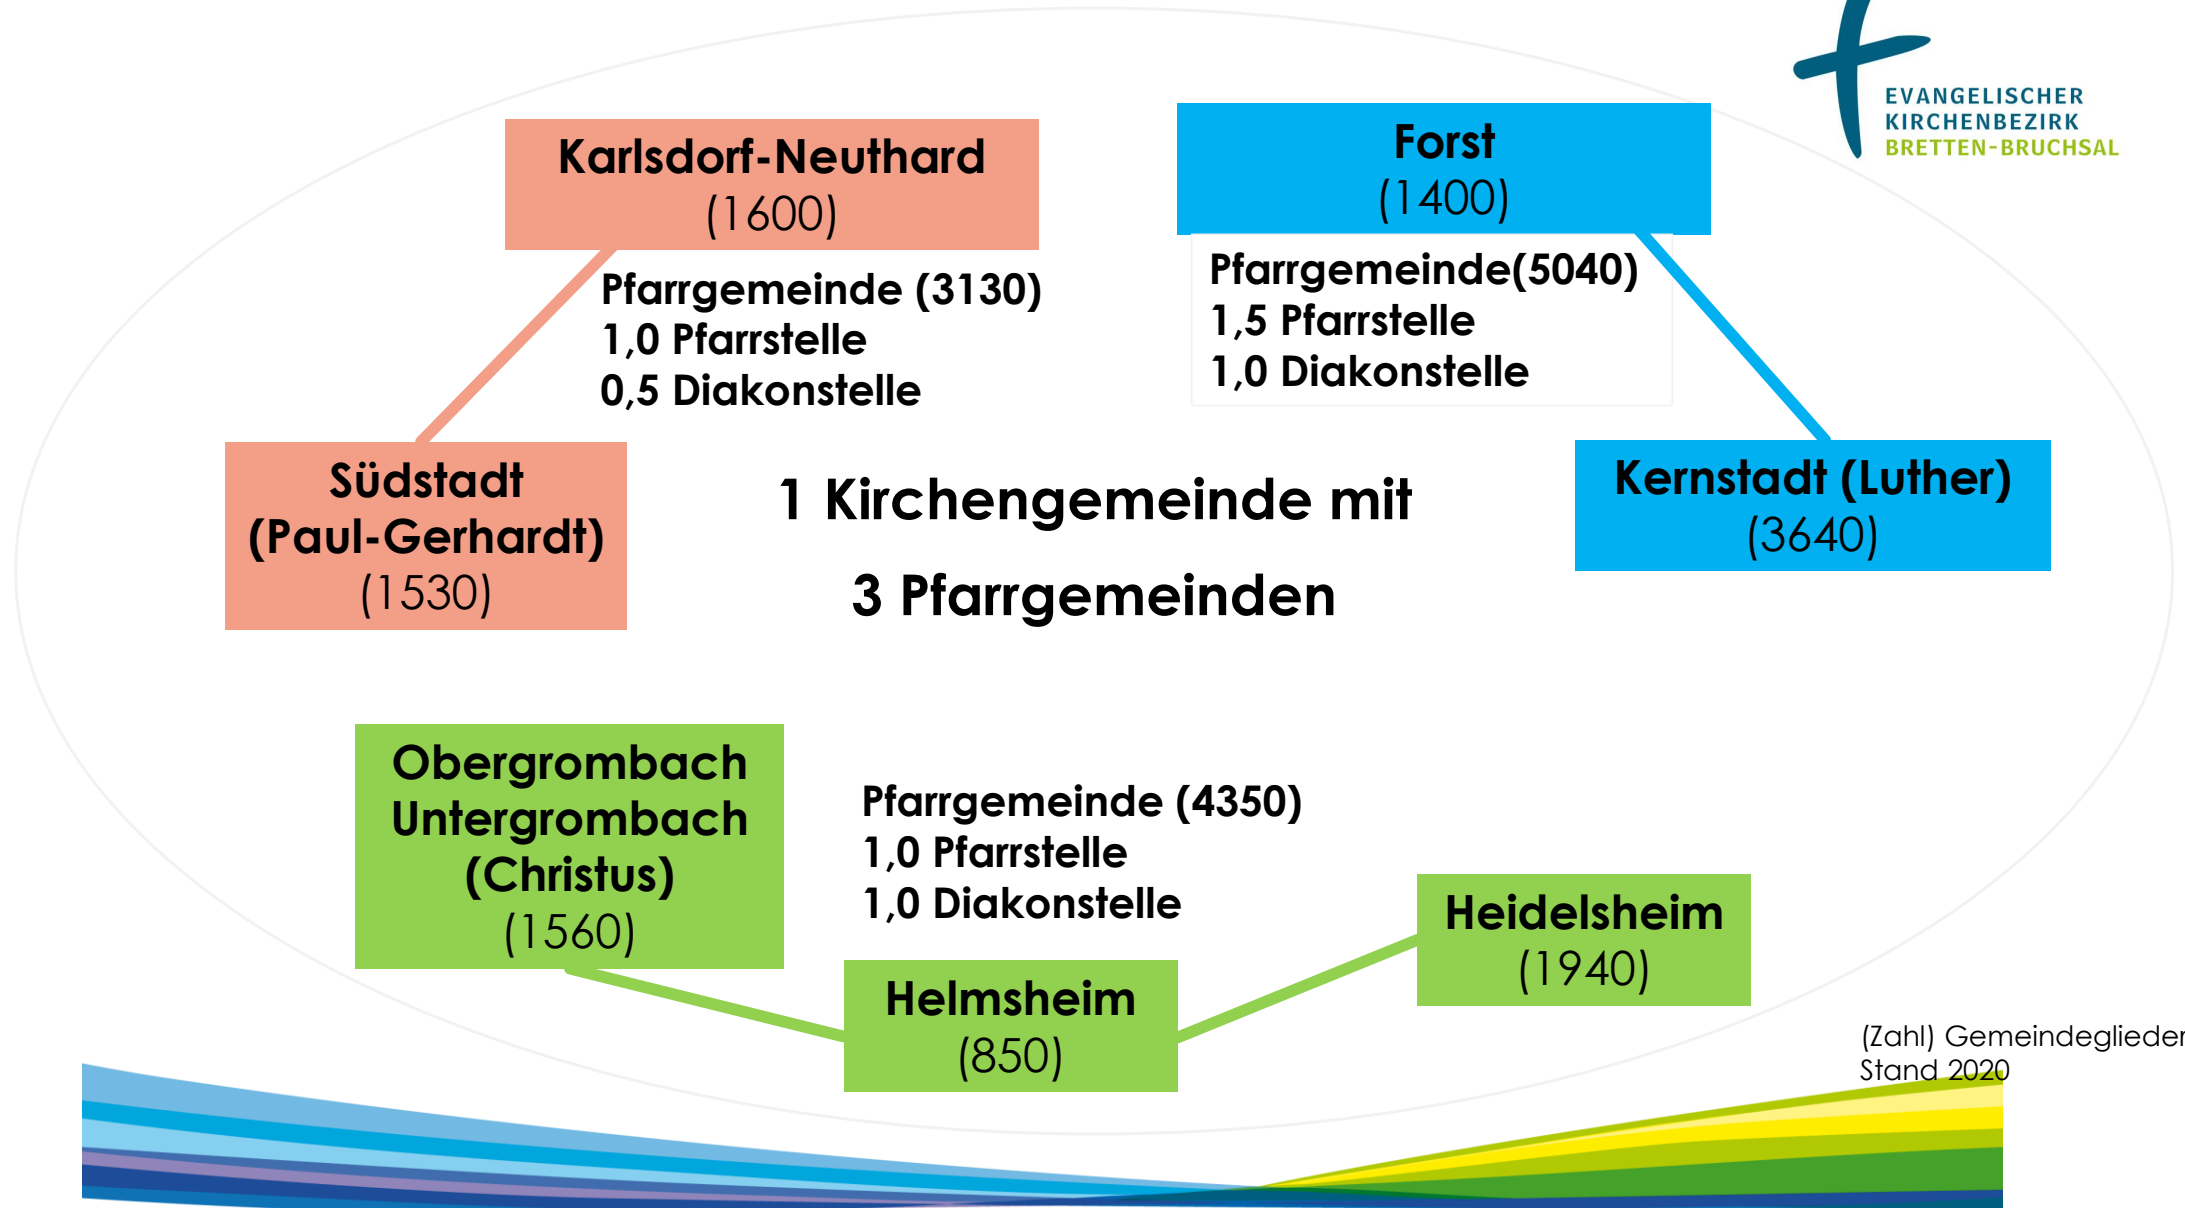 EVANGELISCHER
KIRCHENBEZIRK
BRETTEN-BRUCHSAL
Karlsdorf-Neuthard
(1600)
Forst
(1400)
Pfarrgemeinde (3130)
1,0 Pfarrstelle
0,5 Diakonstelle
Pfarrgemeinde(5040)
1,5 Pfarrstelle
1,0 Diakonstelle
Südstadt
(Paul-Gerhardt)
(1530)
1 Kirchengemeinde mit
3 Pfarrgemeinden
Kernstadt (Luther)
(3640)
Obergrombach
Untergrombach
(Christus)
(1560)
Pfarrgemeinde (4350)
1,0 Pfarrstelle
1,0 Diakonstelle
Helmsheim
(850)
Heidelsheim
(1940)
(Zahl) Gemeindeglieder
Stand 2020